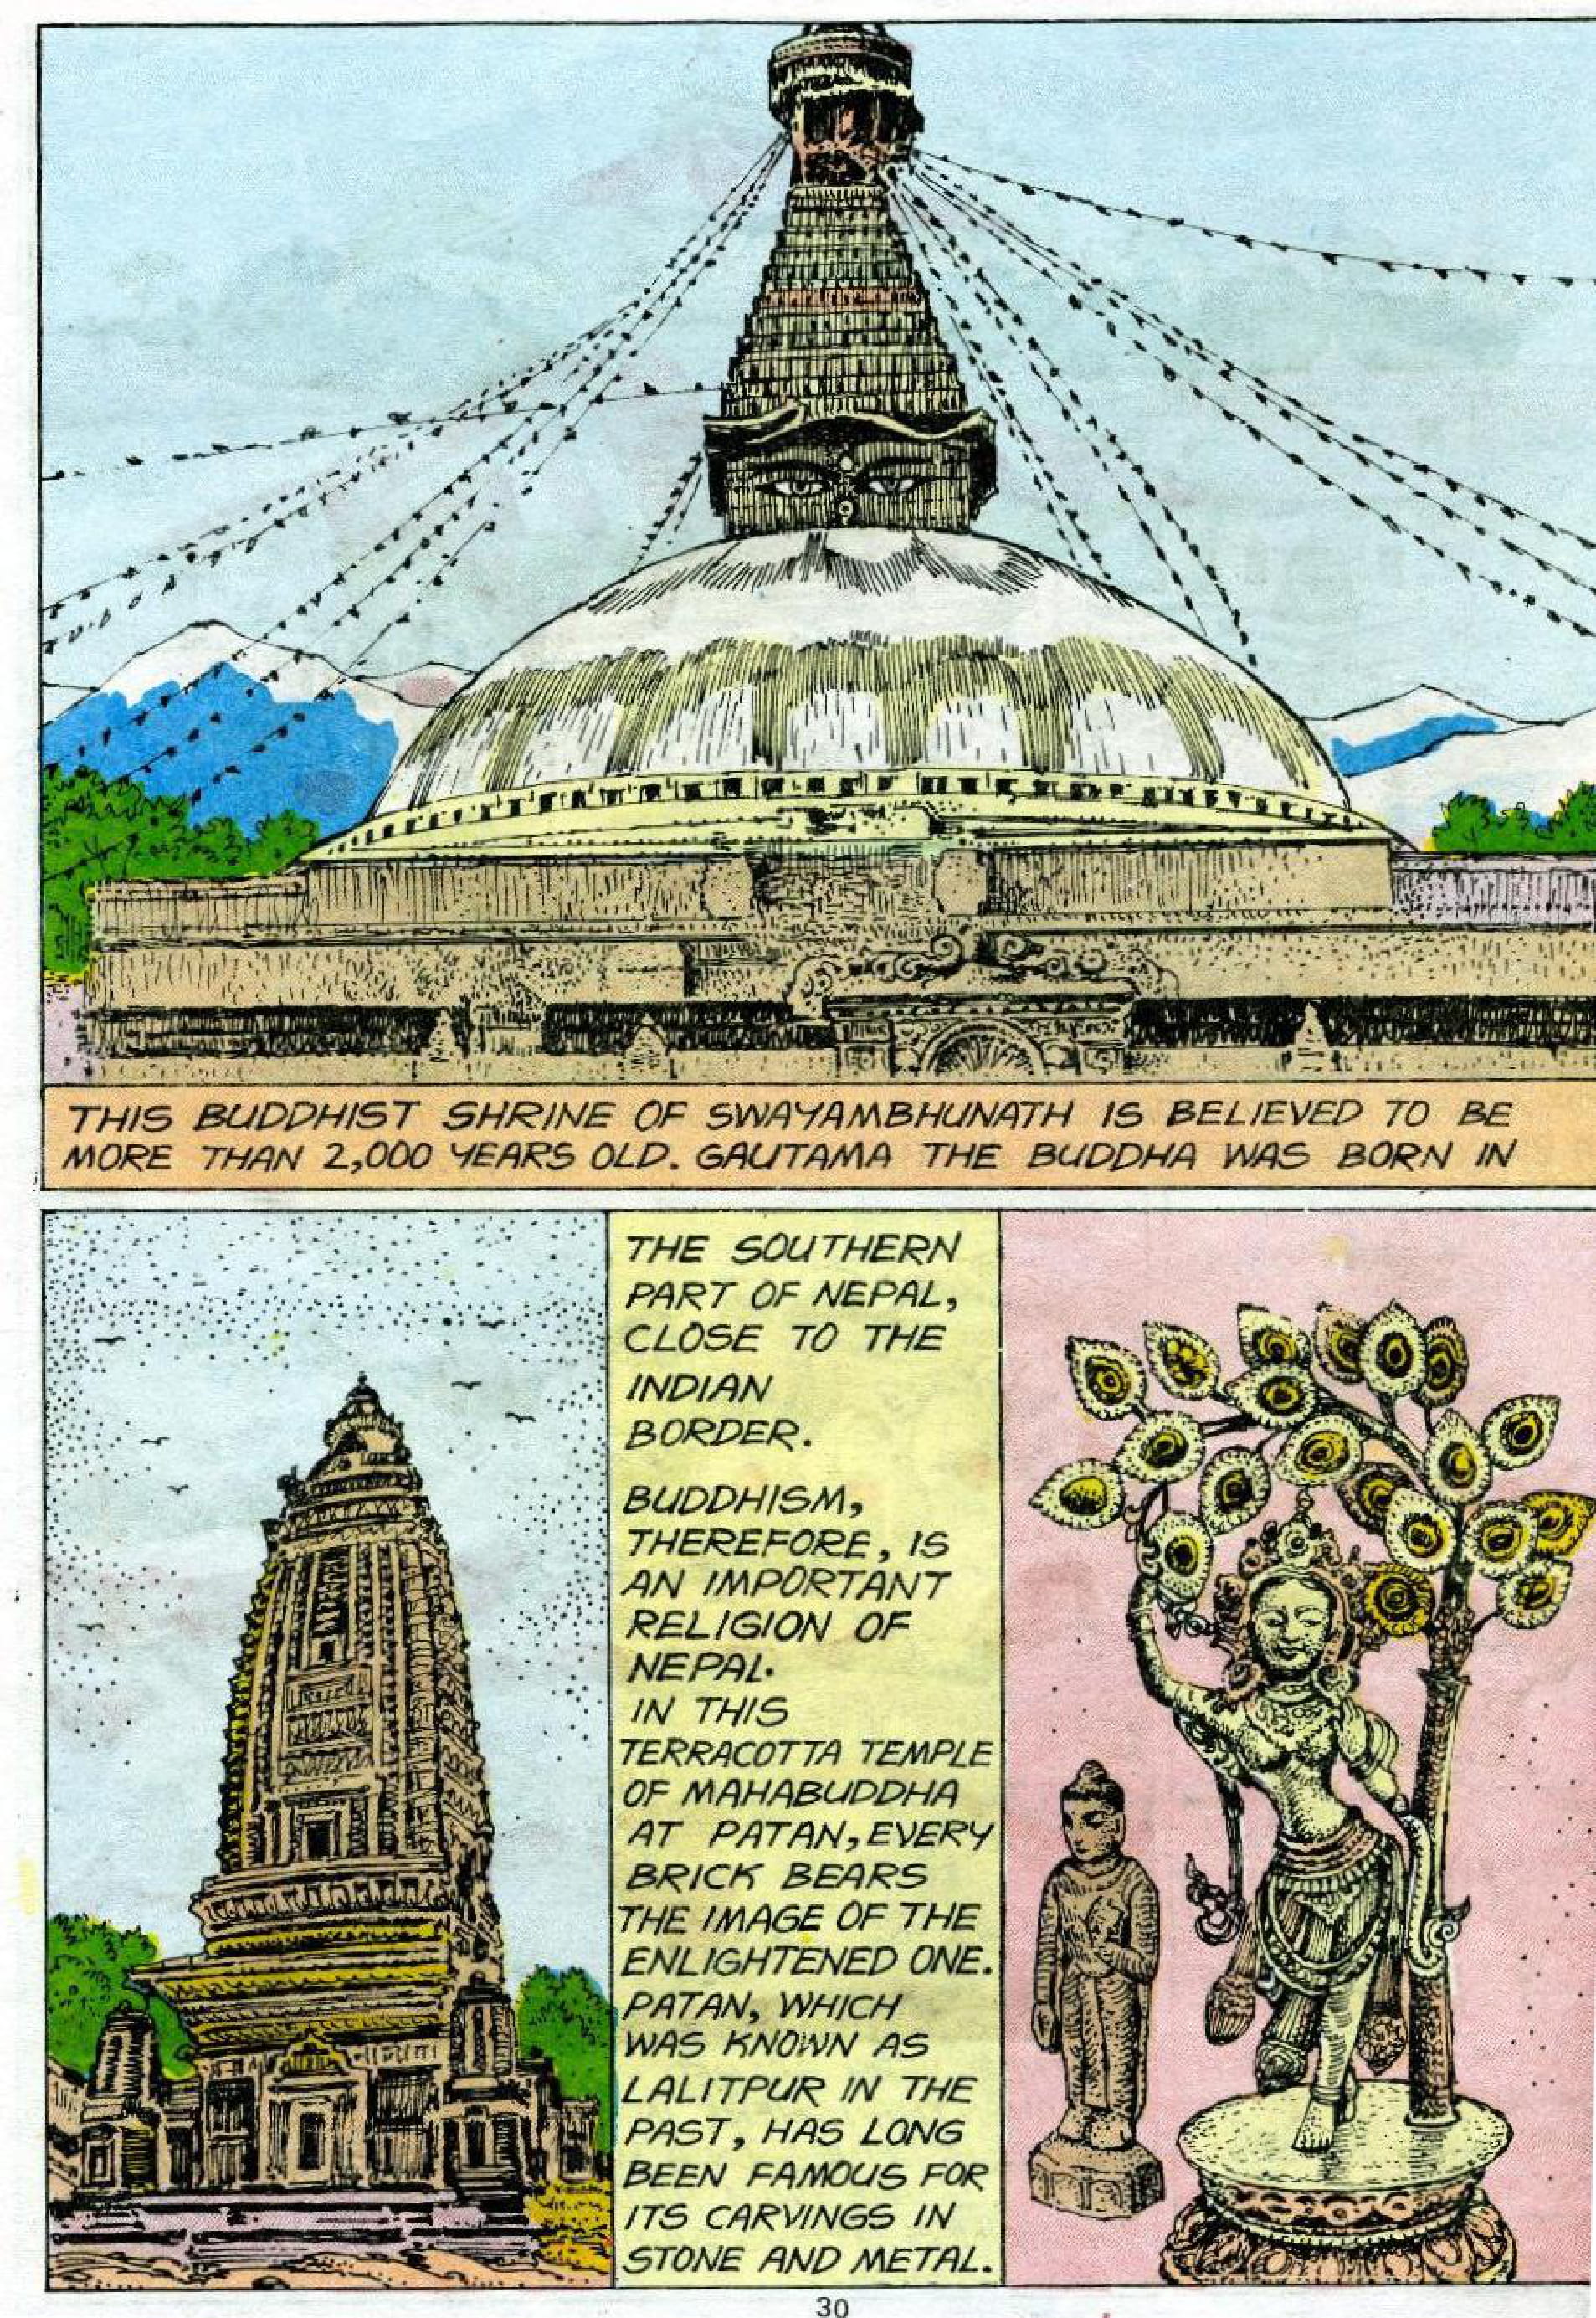 THIS BUDDHIST SHRINE OF SWAYAMBHUNATH IS BELIEVED TO BE
MORE THAN 2,000 YEARS OLD. GAUTAMA THE BUDDHA WAS BORN IN
THE SOUTHERN
PART OF NEPAL,
CLOSE TO THE
INDIAN
BORDER.
BUDDHISM,
THEREFORE, IS
AN IMPORTANT
RELIGION OF
NEPAL.
IN THIS
TERRACOTTA TEMPLE
OF MAHABUDDHA
AT PATAN, EVERY
BRICK BEARS
THE IMAGE OF THE
ENLIGHTENED ONE.
PATAN, WHICH
WAS KNOWN AS
LALITPUR IN THE
PAST, HAS LONG
BEEN FAMOUS FOR
ITS CARVINGS IN
STONE AND METAL.
30